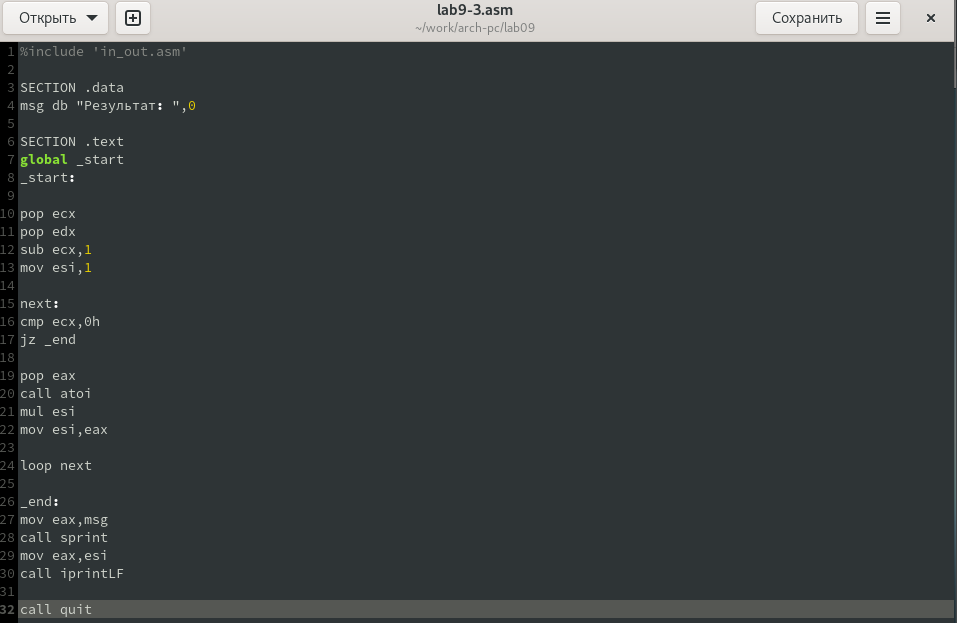 Открыть
lab9-3.asm
~/work/arch-pc/lab09
Сохранить
1 %include 'in_out.asm'
2
3 SECTION .data
4 msg db "Результат: ",0
5
6 SECTION .text
7 global _start
8 _start:
9
10 pop ecx
11 pop edx
12 sub ecx,1
13 mov esi,1
14
15 next:
16 cmp ecx,0h
17 jz _end
18
19 pop eax
20 call atoi
21 mul esi
22 mov esi,eax
23
24 loop next
25
26 _end:
27 mov eax,msg
28 call sprint
29 mov eax,esi
30 call iprintLF
31
32 call quit